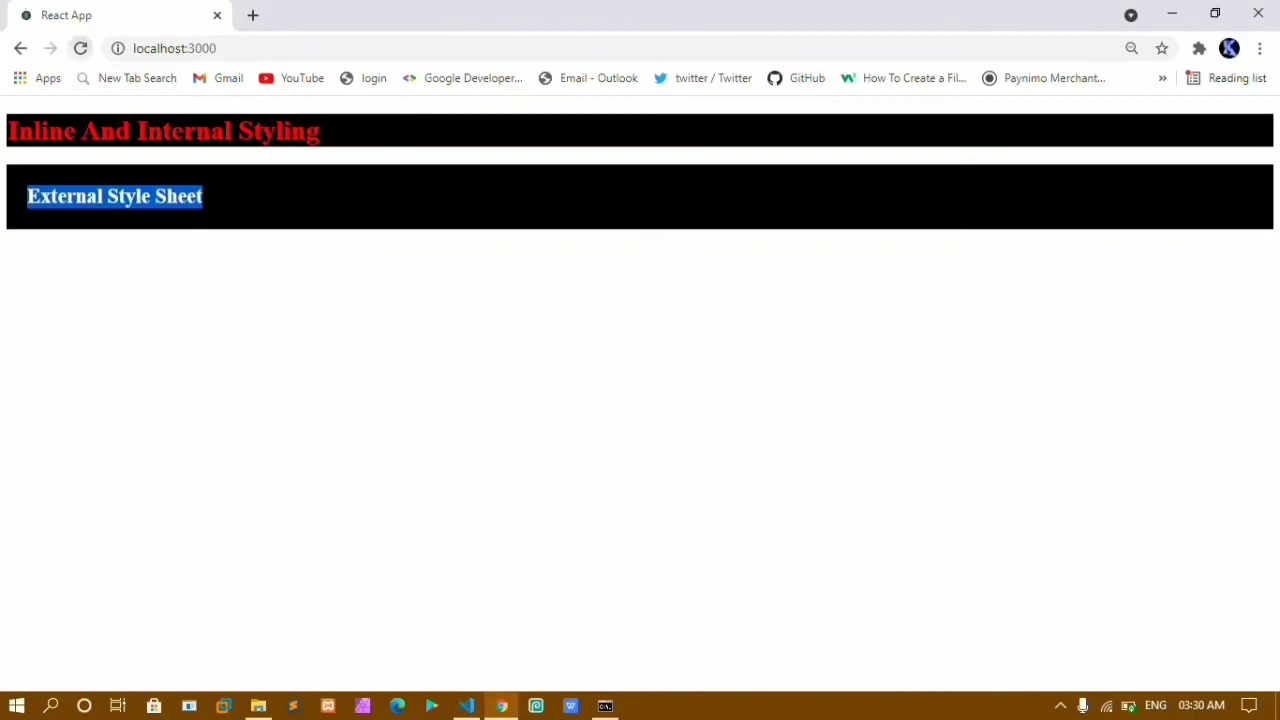 React App
localhost:3000
Apps New Tab Search Gmail YouTube login Google Developer... Email - Outlook twitter / Twitter GitHub How To Create a Fil... Paynimo Merchant... » Reading list
Inline And Internal Styling
External Style Sheet
ENG 03:30 AM